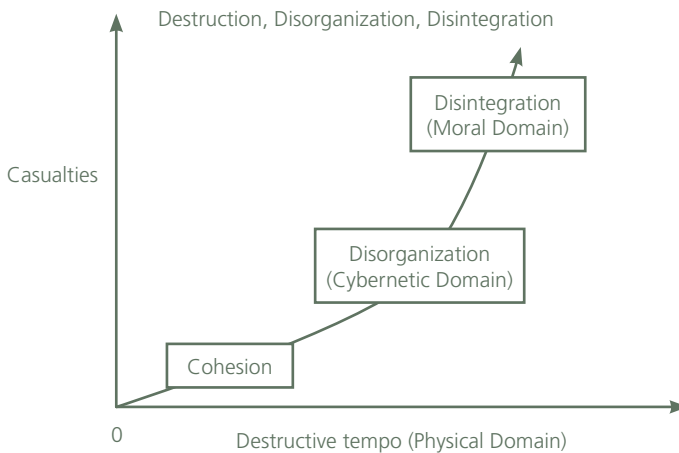 Destruction, Disorganization, Disintegration
Disintegration
(Moral Domain)
Casualties
Disorganization
(Cybernetic Domain)
Cohesion
0
Destructive tempo (Physical Domain)